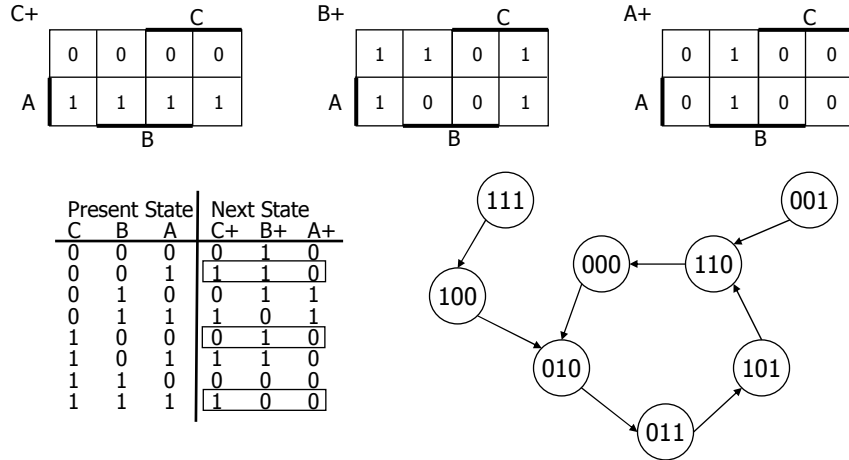 C+ C B+ C A+ C
0 0 0 0 1 1 0 1 0 1 0 0
A 1 1 1 1 A 1 0 0 1 A 0 1 0 0
B B B
Present State Next State
C B A C+ B+ A+
0 0 0 0 1 0
0 0 1 1 1 0
0 1 0 0 1 1
0 1 1 1 0 1
1 0 0 0 1 0
1 0 1 1 1 0
1 1 0 0 0 0
1 1 1 1 0 0
111
001
000
110
100
010
101
011